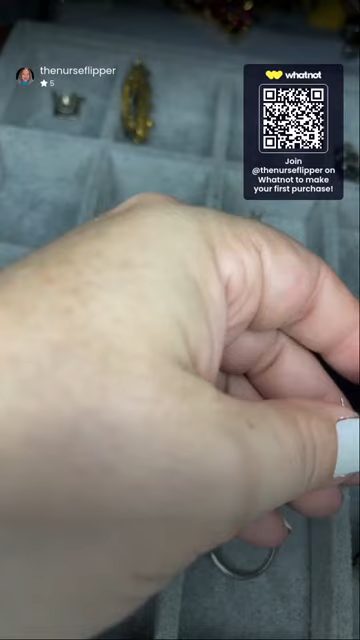 thenurseflipper
5
whatnot
Join
@thenurseflipper on
Whatnot to make
your first purchase!